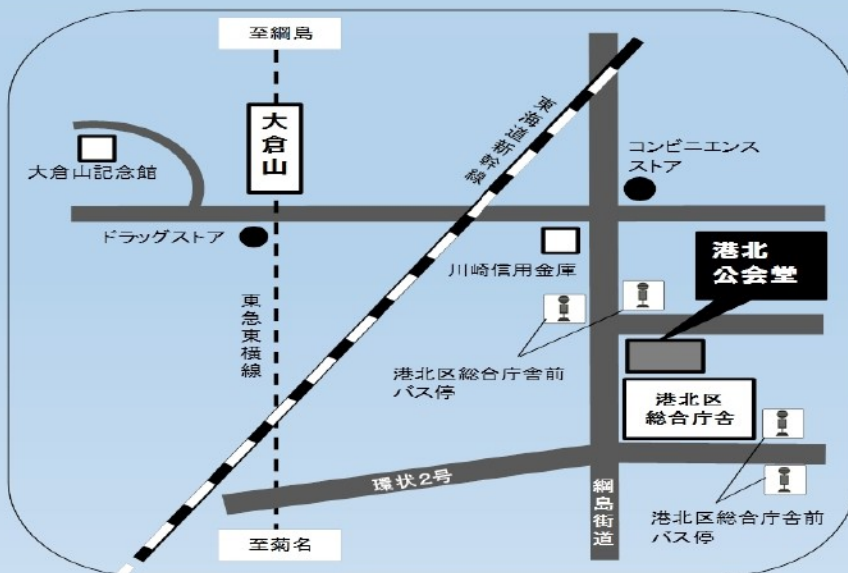 至綱島
大倉山
東海道新幹線
コンビニエンス
ストア
大倉山記念館
ドラッグストア
川崎信用金庫
港北
公会堂
東急東横線
港北区総合庁舎前
バス停
港北区
総合庁舎
環状2号
綱島街道
港北区総合庁舎前
バス停
至菊名